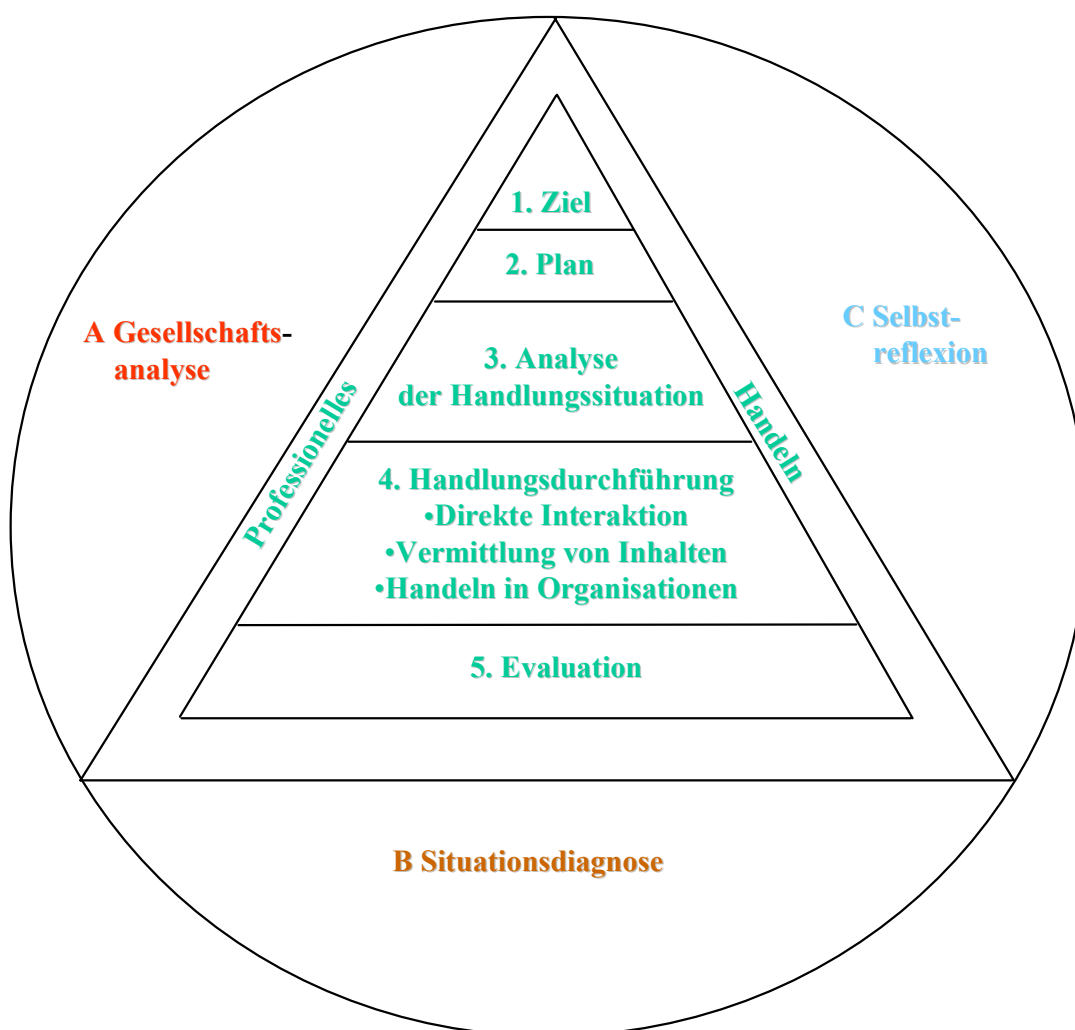 1. Ziel
2. Plan
A Gesellschafts-
analyse
C Selbst-
reflexion
3. Analyse
der Handlungssituation
Professionelles
Handeln
4. Handlungsdurchführung
•Direkte Interaktion
•Vermittlung von Inhalten
•Handeln in Organisationen
5. Evaluation
B Situationsdiagnose